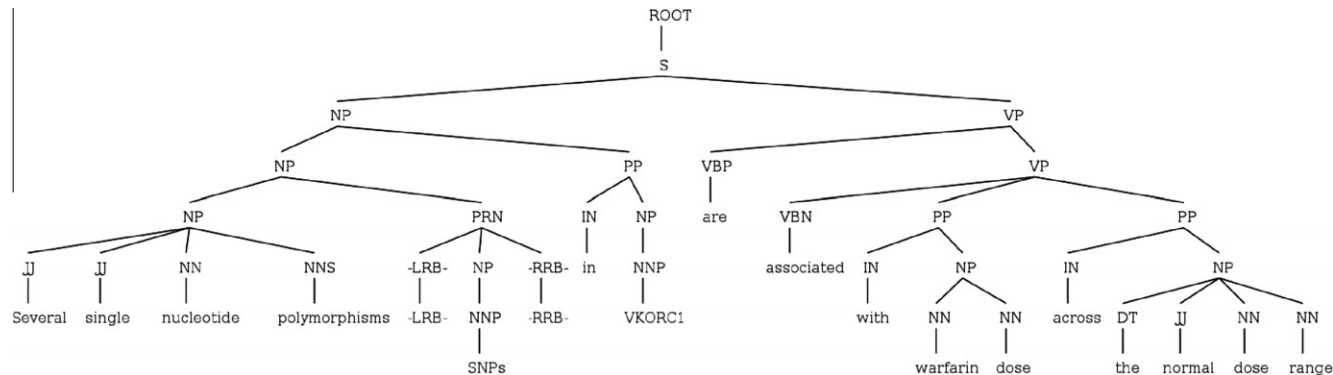 ROOT
S
NP VP
NP PP VBP VP
NP PRN IN NP are VBN PP PP
JJ JJ NN NNS -LRB- NP -RRB- in NNP associated IN NP IN NP
Several single nucleotide polymorphisms -LRB- NNP -RRB- VKORC1 with NN NN across DT JJ NN NN
SNPs warfarin dose the normal dose range